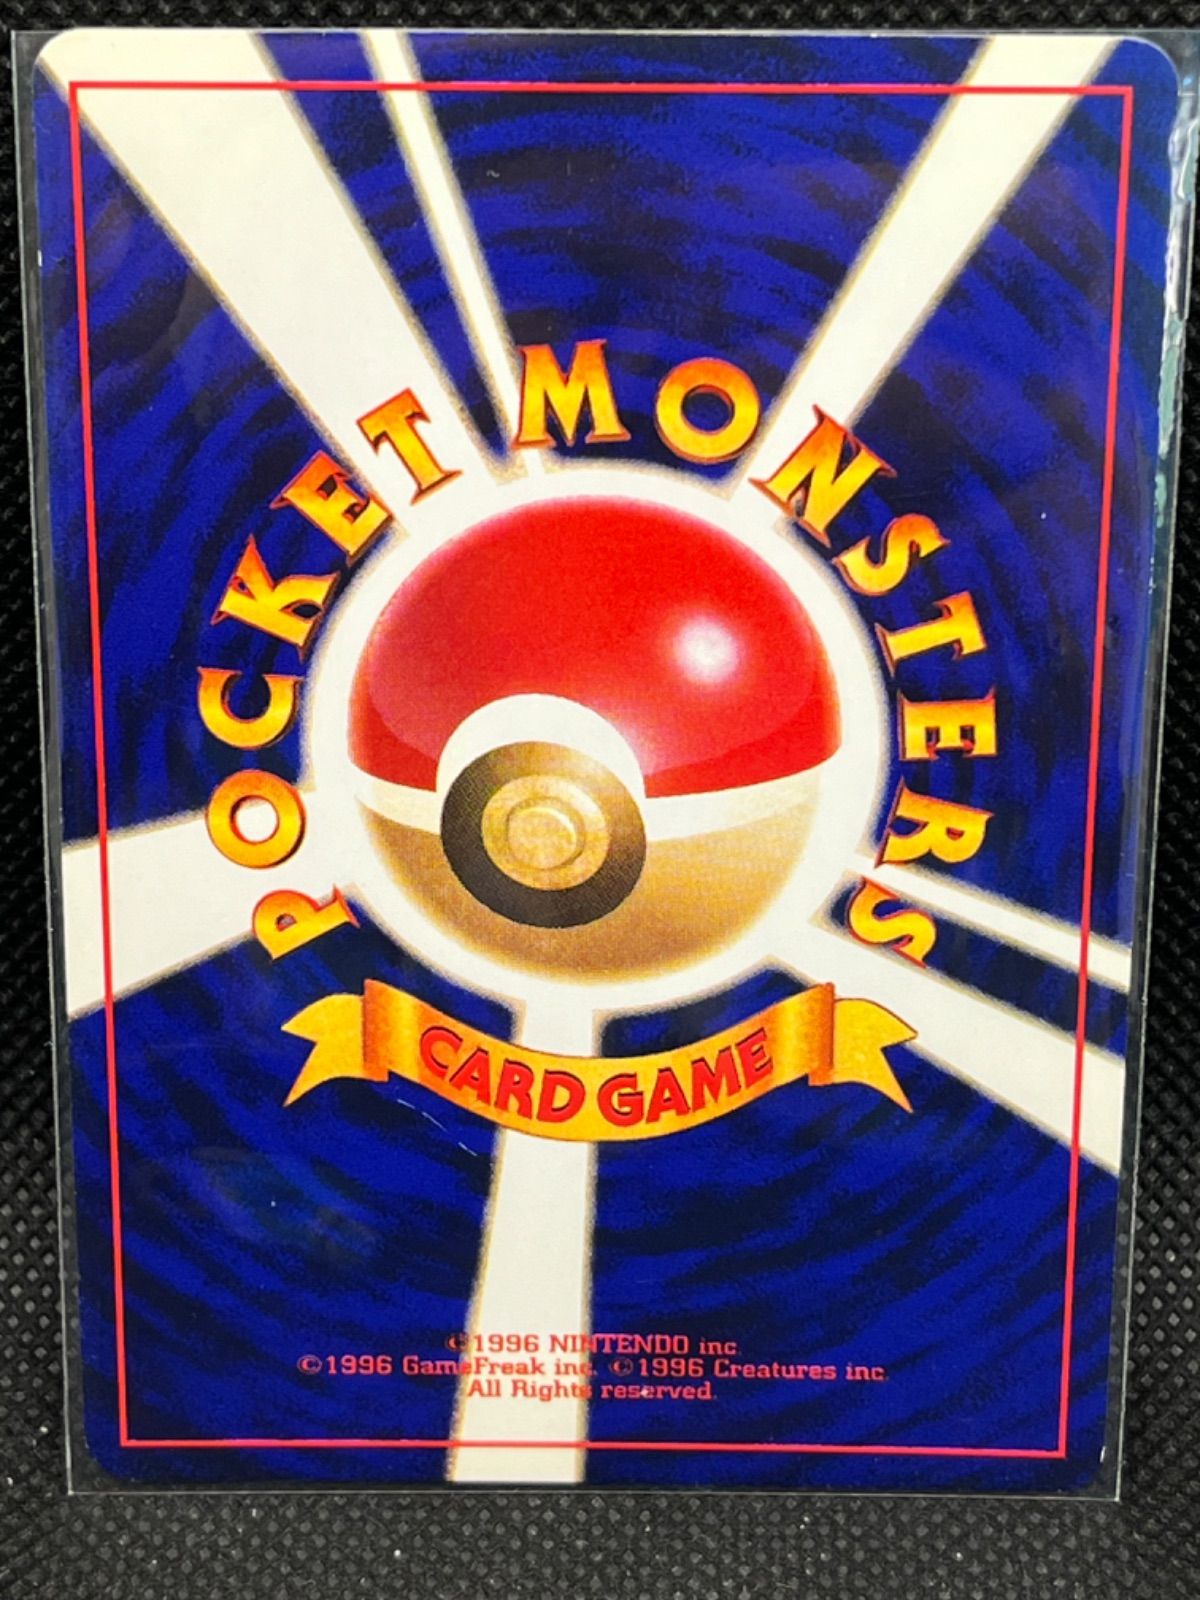 POCKET MONSTERS
CARD GAME
©1996 NINTENDO inc.
©1996 GameFreak inc. ©1996 Creatures inc.
All Rights reserved.